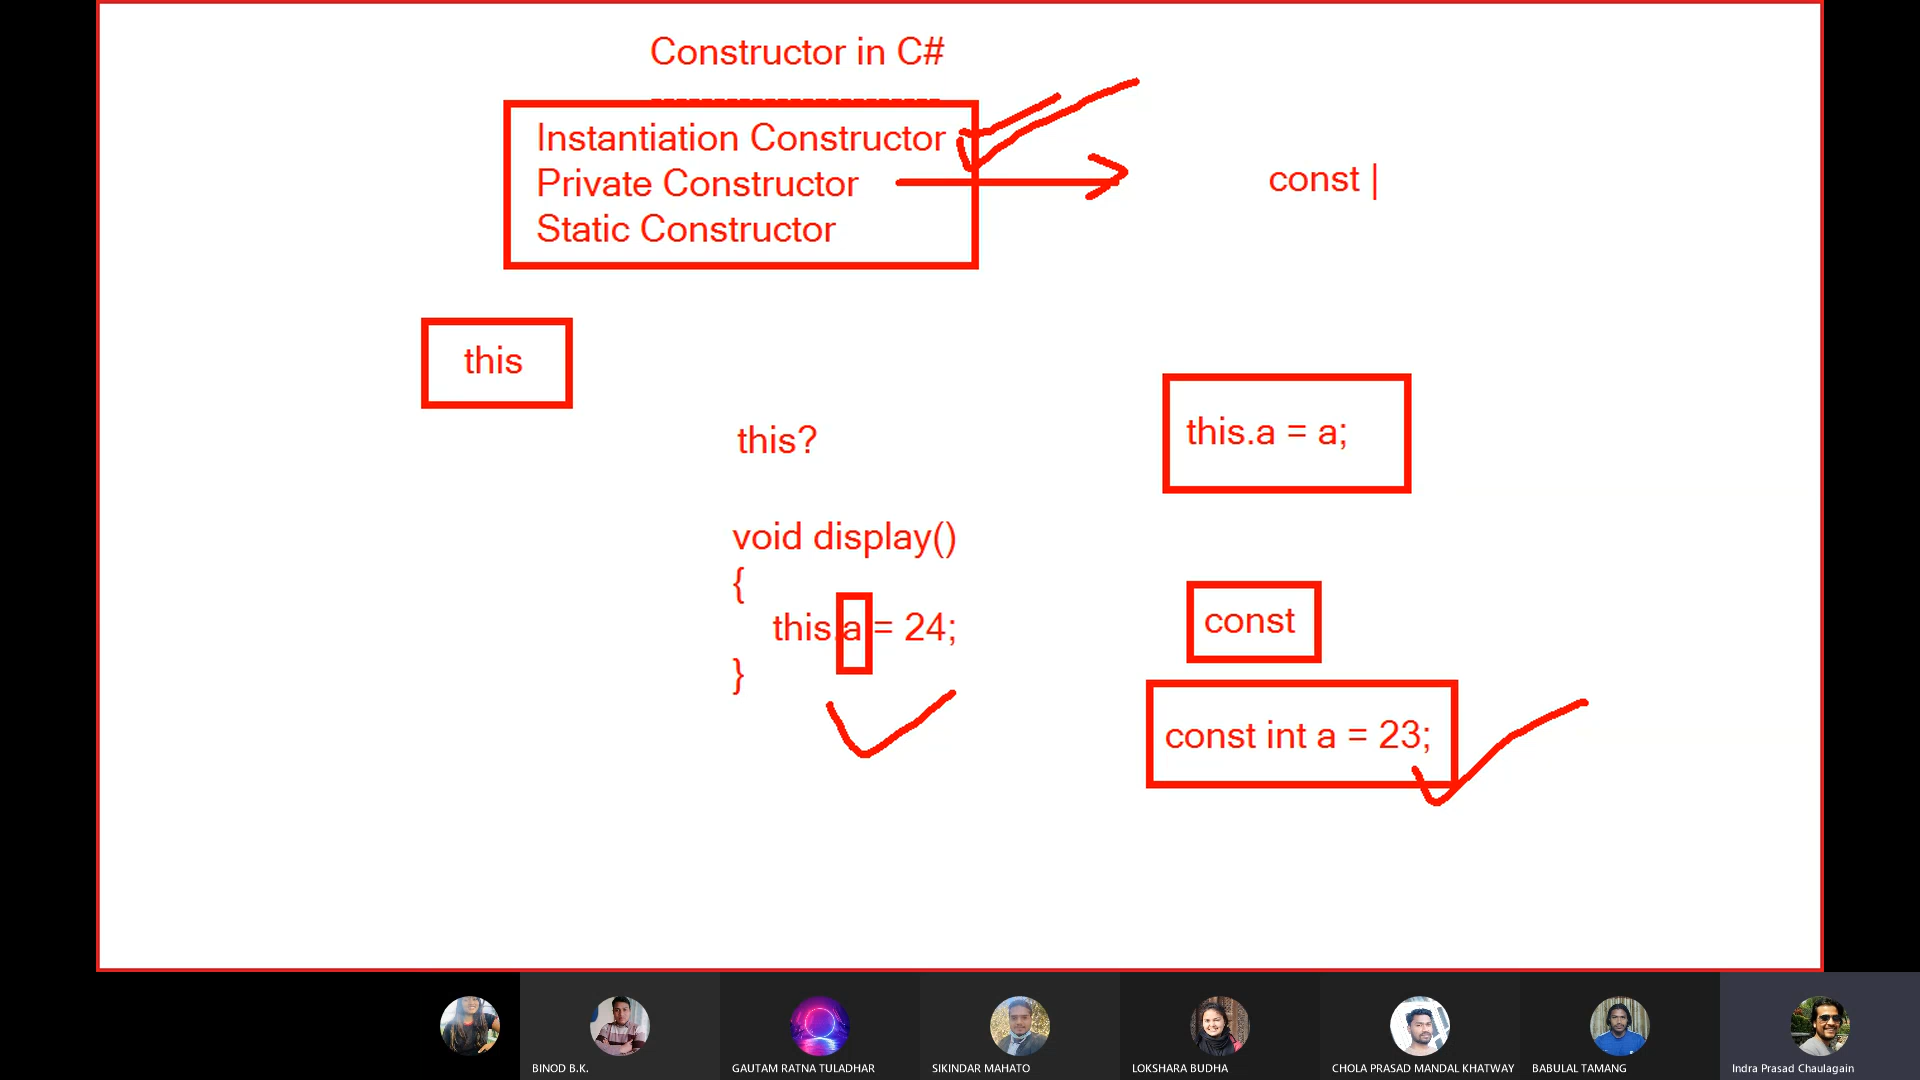 Constructor in C#
----------------------
Instantiation Constructor
Private Constructor
Static Constructor
const |
this
this?
this.a = a;
void display()
{
this.a = 24;
}
const
const int a = 23;
BINOD B.K.
GAUTAM RATNA TULADHAR
SIKINDAR MAHATO
LOKSHARA BUDHA
CHOLA PRASAD MANDAL KHATWAY
BABULAL TAMANG
Indra Prasad Chaulagain